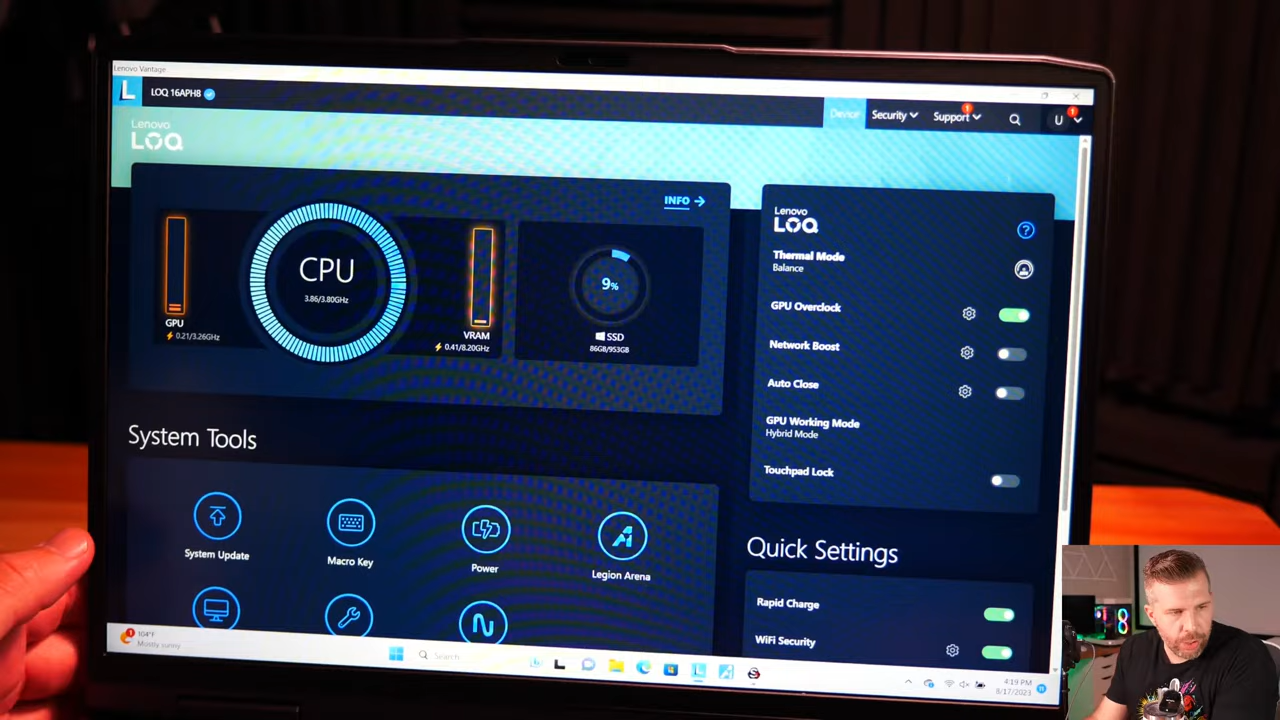 Lenovo Vantage
L
LOQ 16APH8
Device
Security
Support
1
U
1
Lenovo
LOQ
INFO
CPU
3.86/3.80GHz
GPU
0.21/3.26GHz
VRAM
0.41/8.20GHz
9%
SSD
86GB/953GB
Lenovo
LOQ
?
Thermal Mode
Balance
GPU Overclock
Network Boost
Auto Close
GPU Working Mode
Hybrid Mode
Touchpad Lock
System Tools
System Update
Macro Key
Power
Legion Arena
Quick Settings
Rapid Charge
WiFi Security
1
104°F
Mostly sunny
Search
4:19 PM
8/17/2023